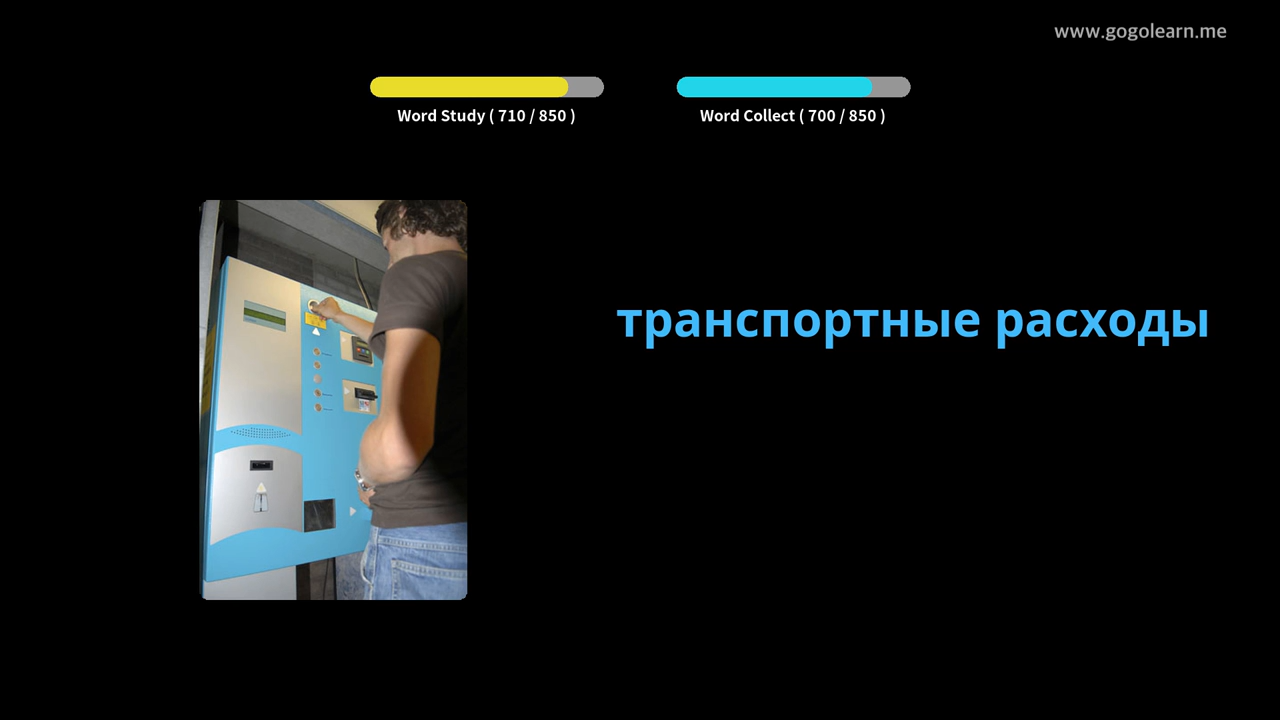 www.gogolearn.me
Word Study ( 710 / 850 )
Word Collect ( 700 / 850 )
транспортные расходы